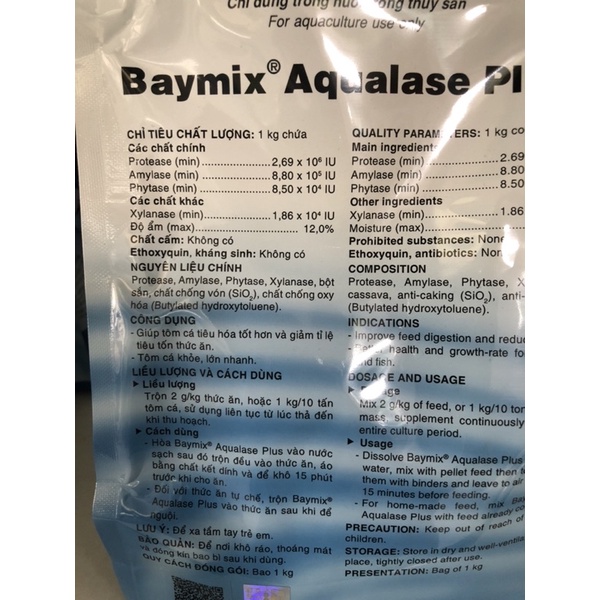 Chỉ dùng trong nuôi trồng thủy sản
For aquaculture use only
Baymix® Aqualase Pl
CHỈ TIÊU CHẤT LƯỢNG: 1 kg chứa
Các chất chính
Protease (min)........................2,69 x 10⁶ IU
Amylase (min)........................8,80 x 10⁵ IU
Phytase (min)........................8,50 x 10⁴ IU
Các chất khác
Xylanase (min)........................1,86 x 10⁴ IU
Độ ẩm (max)........................12,0%
Chất cấm: Không có
Ethoxyquin, kháng sinh: Không có
NGUYÊN LIỆU CHÍNH
Protease, Amylase, Phytase, Xylanase, bột
sắn, chất chống vón (SiO₂), chất chống oxy
hóa (Butylated hydroxytoluene).
CÔNG DỤNG
- Giúp tôm cá tiêu hóa tốt hơn và giảm tỉ lệ
tiêu tốn thức ăn.
- Tôm cá khỏe, lớn nhanh.
LIỀU LƯỢNG VÀ CÁCH DÙNG
➤ Liều lượng
Trộn 2 g/kg thức ăn, hoặc 1 kg/10 tấn
tôm cá, sử dụng liên tục từ lúc thả đến
khi thu hoạch.
➤ Cách dùng
- Hòa Baymix® Aqualase Plus vào nước
sạch sau đó trộn đều vào thức ăn, áo
bằng chất kết dính và để khô 15 phút
trước khi cho ăn.
- Đối với thức ăn tự chế, trộn Baymix®
Aqualase Plus vào thức ăn sau khi để
nguội.
LƯU Ý: Để xa tầm tay trẻ em.
BẢO QUẢN: Để nơi khô ráo, thoáng mát
và đóng kín bao bì sau khi dùng.
QUY CÁCH ĐÓNG GÓI: Bao 1 kg
QUALITY PARAMETERS: 1 kg co
Main ingredients
Protease (min)........................2.69
Amylase (min)........................8.80
Phytase (min)........................8.50
Other ingredients
Xylanase (min)........................1.86
Moisture (max)........................
Prohibited substances: Non
Ethoxyquin, antibiotics: Non
COMPOSITION
Protease, Amylase, Phytase, X
cassava, anti-caking (SiO₂), anti-
(Butylated hydroxytoluene).
INDICATIONS
- Improve feed digestion and reduc
- Better health and growth-rate fo
and fish.
DOSAGE AND USAGE
➤
Mix 2 g/kg of feed, or 1 kg/10 ton
mass, supplement continuously
entire culture period.
➤ Usage
- Dissolve Baymix® Aqualase Plus
water, mix with pellet feed then
them with binders and leave to air
15 minutes before feeding.
- For home-made feed, mix Bay
Aqualase Plus with feed already co
PRECAUTION: Keep out of reach of
children.
STORAGE: Store in dry and well-ventila
place, tightly closed after use.
PRESENTATION: Bag of 1 kg